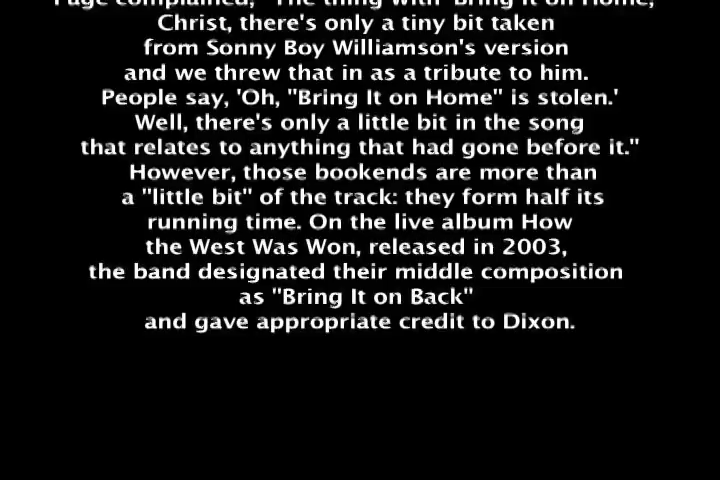 Page complained, "The thing with 'Bring It on Home,'
Christ, there's only a tiny bit taken
from Sonny Boy Williamson's version
and we threw that in as a tribute to him.
People say, 'Oh, "Bring It on Home" is stolen.'
Well, there's only a little bit in the song
that relates to anything that had gone before it."
However, those bookends are more than
a "little bit" of the track: they form half its
running time. On the live album How
the West Was Won, released in 2003,
the band designated their middle composition
as "Bring It on Back"
and gave appropriate credit to Dixon.